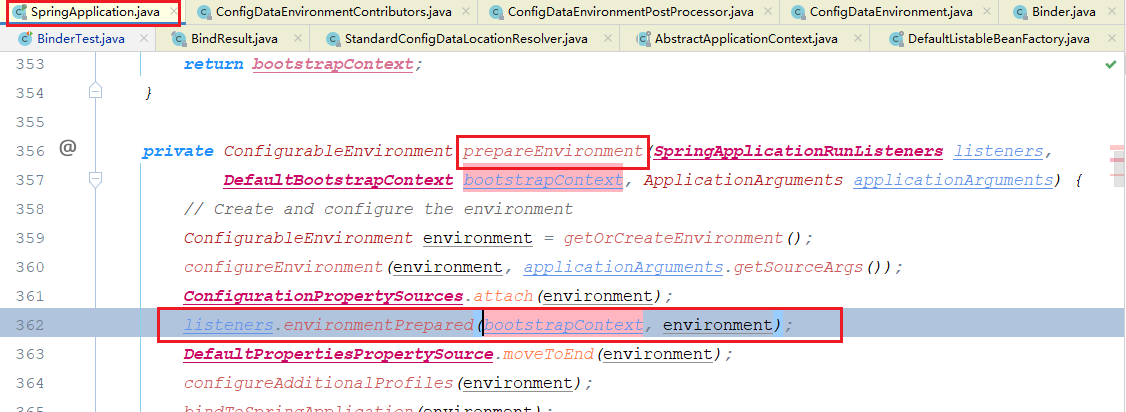 SpringApplication.java ConfigDataEnvironmentContributors.java ConfigDataEnvironmentPostProcessor.java ConfigDataEnvironment.java Binder.java
BinderTest.java BindResult.java StandardConfigDataLocationResolver.java AbstractApplicationContext.java DefaultListableBeanFactory.java
353 return bootstrapContext;
354 }
355
356 @ private ConfigurableEnvironment prepareEnvironment(SpringApplicationRunListeners listeners,
357 DefaultBootstrapContext bootstrapContext, ApplicationArguments applicationArguments) {
358 // Create and configure the environment
359 ConfigurableEnvironment environment = getOrCreateEnvironment();
360 configureEnvironment(environment, applicationArguments.getSourceArgs());
361 ConfigurationPropertySources.attach(environment);
362 listeners.environmentPrepared(bootstrapContext, environment);
363 DefaultPropertiesPropertySource.moveToEnd(environment);
364 configureAdditionalProfiles(environment);
365 bindToSpringApplication(environment);